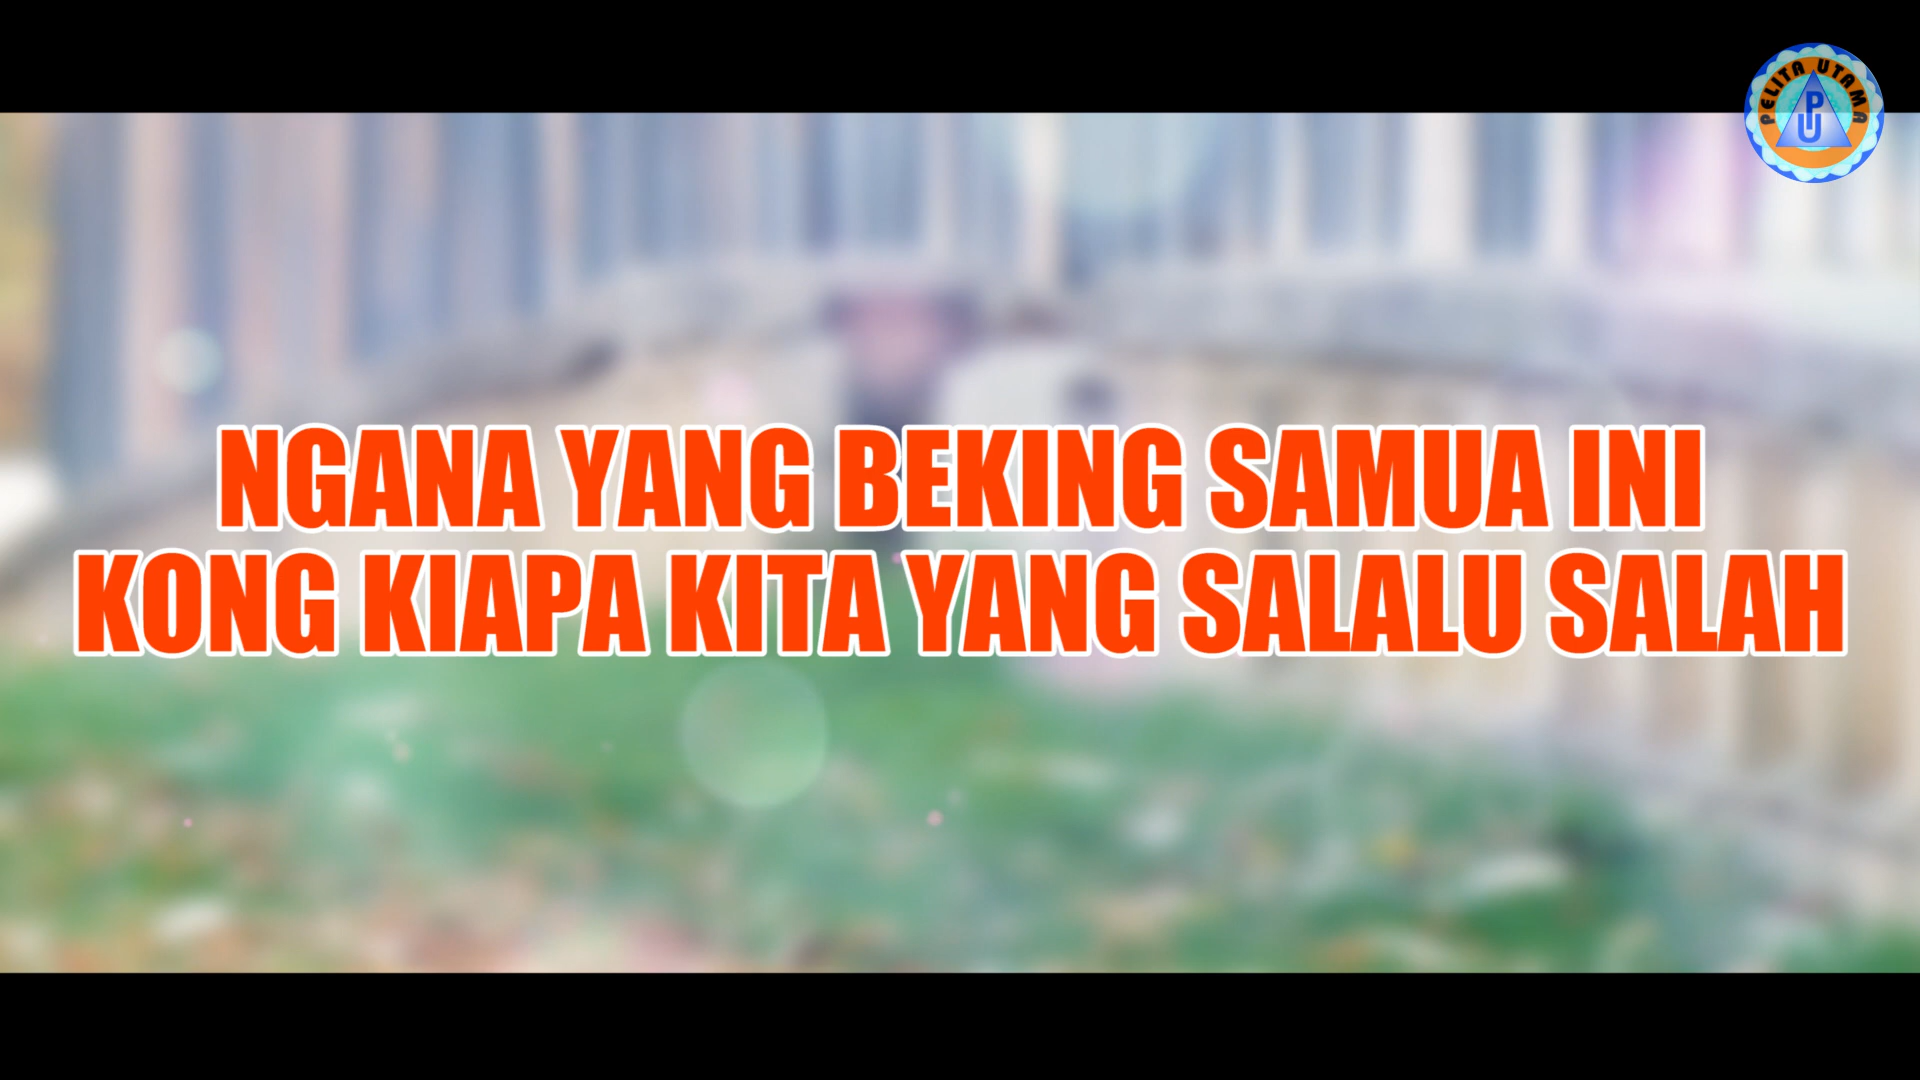 PELITA UTAMA
PU
NGANA YANG BEKING SAMUA INI
KONG KIAPA KITA YANG SALALU SALAH